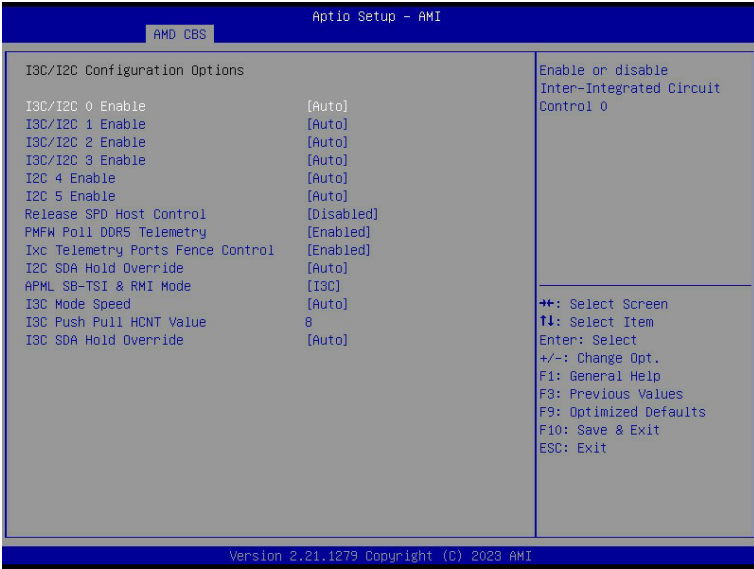 Aptio Setup – AMI
AMD CBS
I3C/I2C Configuration Options
I3C/I2C 0 Enable [Auto]
I3C/I2C 1 Enable [Auto]
I3C/I2C 2 Enable [Auto]
I3C/I2C 3 Enable [Auto]
I2C 4 Enable [Auto]
I2C 5 Enable [Auto]
Release SPD Host Control [Disabled]
PMFW Poll DDR5 Telemetry [Enabled]
Ixc Telemetry Ports Fence Control [Enabled]
I2C SDA Hold Override [Auto]
APML SB-TSI & RMI Mode [I3C]
I3C Mode Speed [Auto]
I3C Push Pull HCNT Value 8
I3C SDA Hold Override [Auto]
Enable or disable
Inter-Integrated Circuit
Control 0
→←: Select Screen
↑↓: Select Item
Enter: Select
+/-: Change Opt.
F1: General Help
F3: Previous Values
F9: Optimized Defaults
F10: Save & Exit
ESC: Exit
Version 2.21.1279 Copyright (C) 2023 AMI